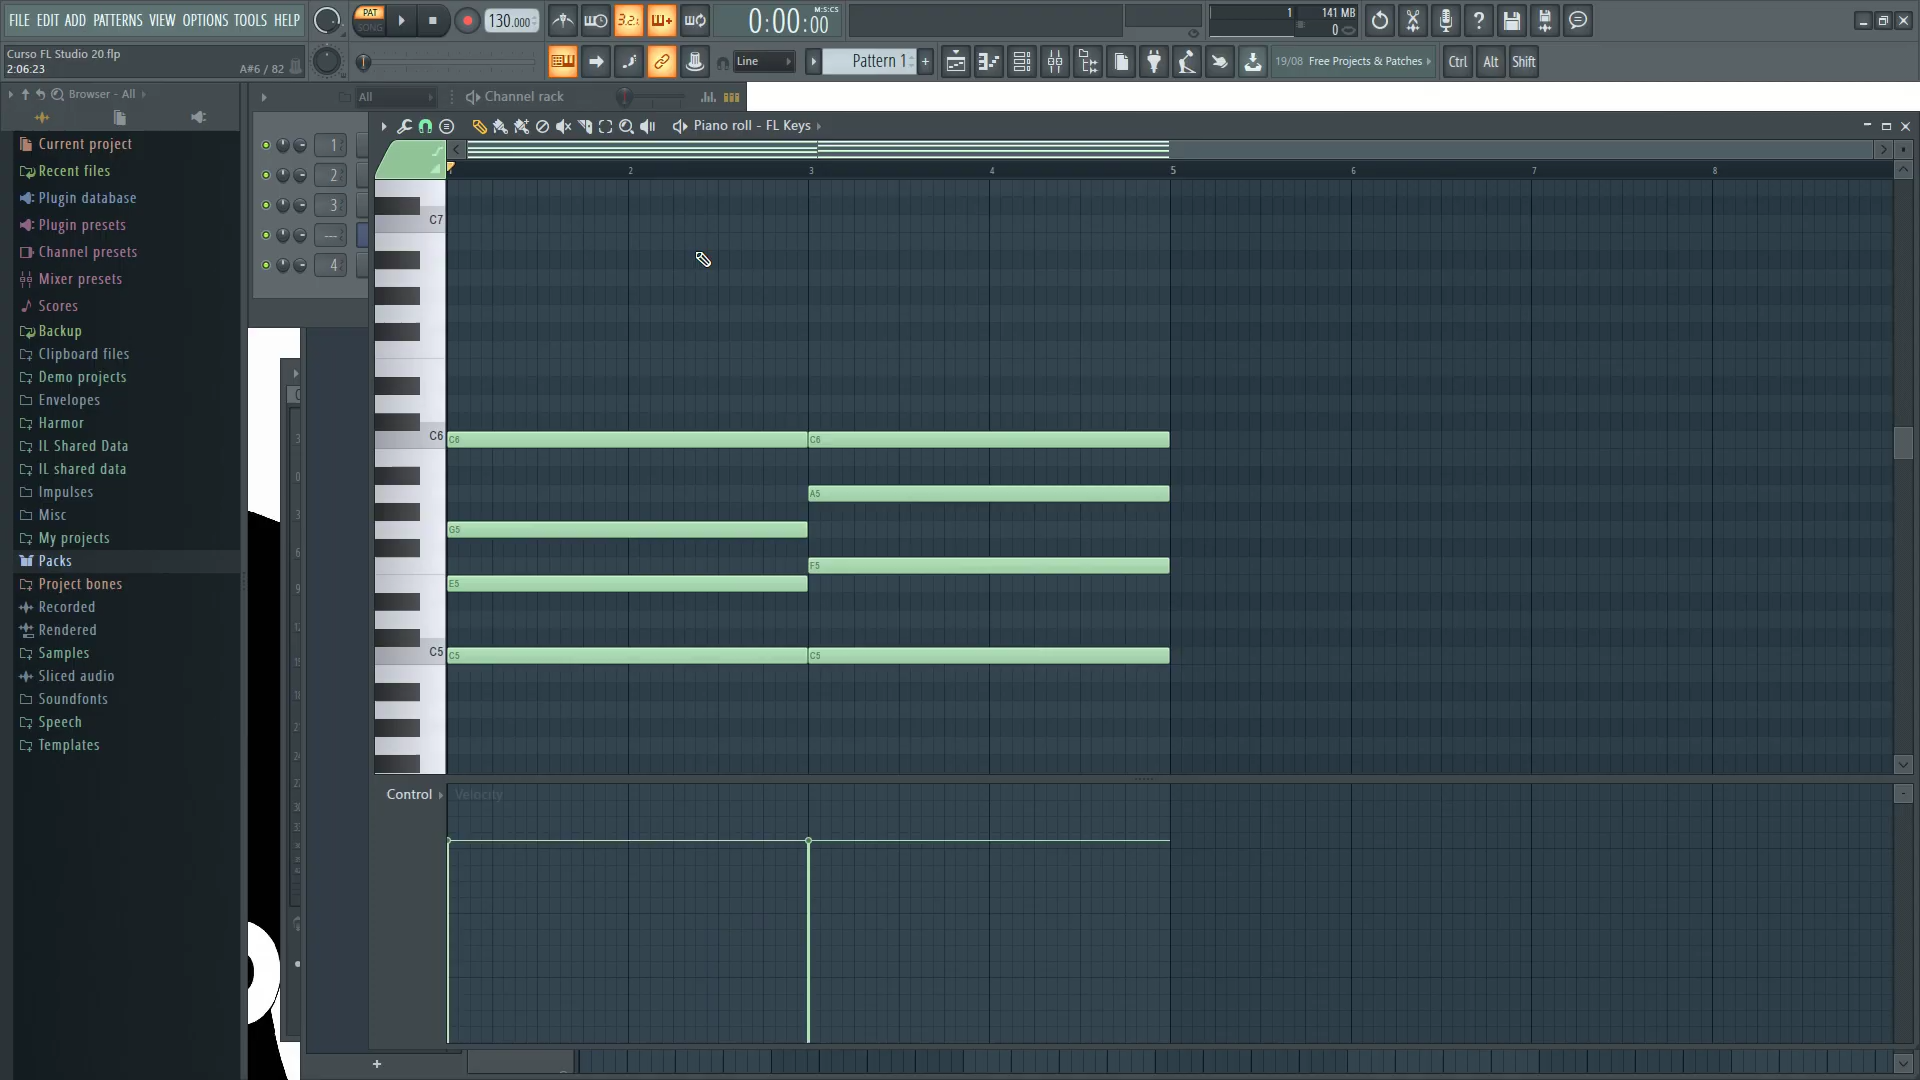 FILE EDIT ADD PATTERNS VIEW OPTIONS TOOLS HELP
PAT
SONG
130.000
3.2.
0:00:00
M:S:CS
1
141 MB
0
Curso FL Studio 20.flp
2:06:23
A#6 / 82
Line
Pattern 1
+
19/08 Free Projects & Patches
Ctrl
Alt
Shift
Browser - All
All
Channel rack
Piano roll - FL Keys
Current project
Recent files
Plugin database
Plugin presets
Channel presets
Mixer presets
Scores
Backup
Clipboard files
Demo projects
Envelopes
Harmor
IL Shared Data
IL shared data
Impulses
Misc
My projects
Packs
Project bones
Recorded
Rendered
Samples
Sliced audio
Soundfonts
Speech
Templates
1
2
3
---
4
2
3
4
5
6
7
8
C7
C6
C5
C6
C6
A5
G5
F5
E5
C5
C5
Control
Velocity
+